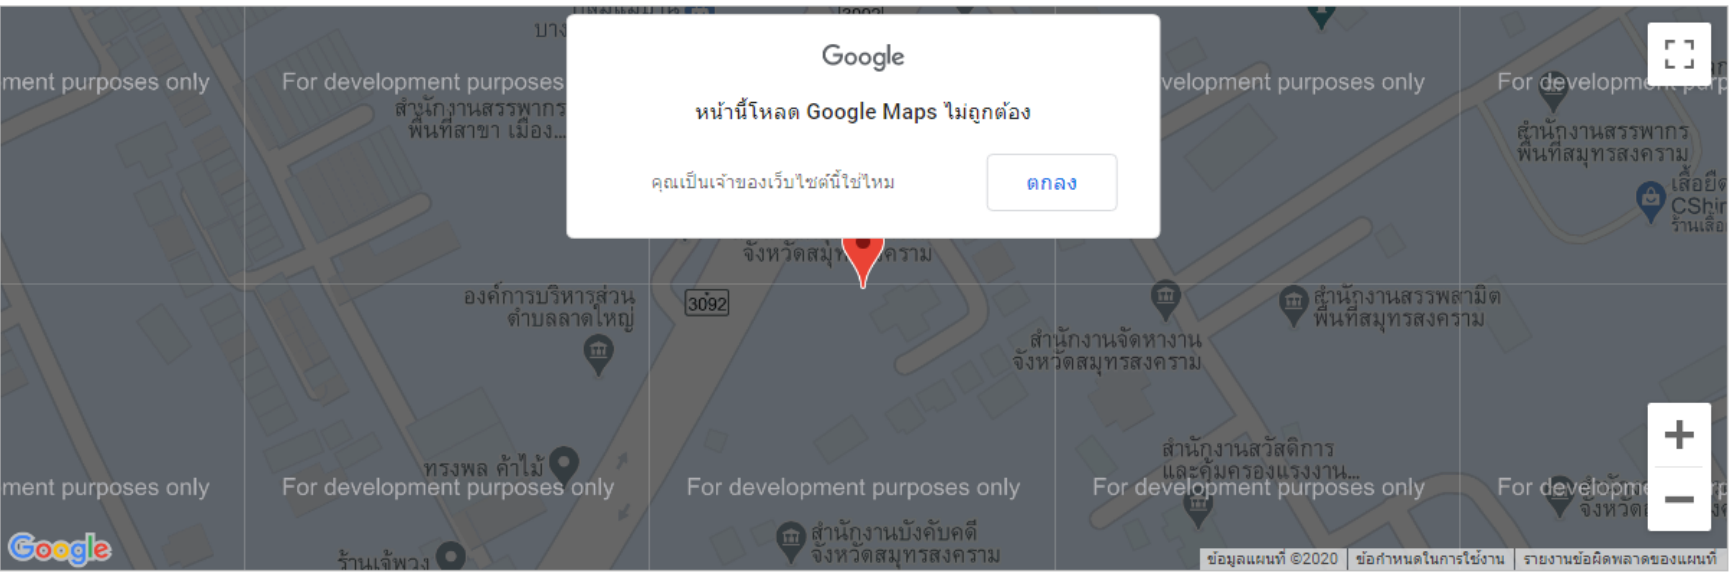 3092
บาง
Google
หน้านี้โหลด Google Maps ไม่ถูกต้อง
คุณเป็นเจ้าของเว็บไซต์นี้ใช่ไหม
ตกลง
ment purposes only
For development purposes
velopment purposes only
For developme
สำนักงานสรรพากร
พื้นที่สาขา เมือง...
สำนักงานสรรพากร
พื้นที่สมุทรสงคราม
เสื้อยืด
CShir
ร้านเสื้อ
องค์การบริหารส่วน
ตำบลลาดใหญ่
3092
สำนักงานจัดหางาน
จังหวัดสมุทรสงคราม
สำนักงานสรรพสามิต
พื้นที่สมุทรสงคราม
ทรงพล ค้าไม้
สำนักงานสวัสดิการ
และคุ้มครองแรงงาน...
ment purposes only
For development purposes only
For development purposes only
For development purposes only
For developme
สำนักงานบังคับคดี
จังหวัดสมุทรสงคราม
ร้านเจ้พวง
Google
ข้อมูลแผนที่ ©2020
ข้อกำหนดในการใช้งาน
รายงานข้อผิดพลาดของแผนที่